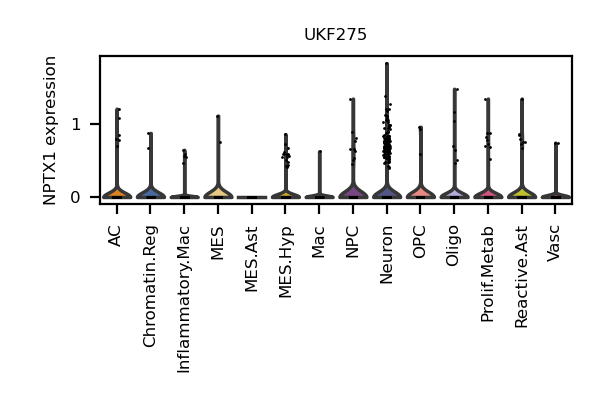 UKF275
NPTX1 expression
1
0
AC
Chromatin.Reg
Inflammatory.Mac
MES
MES.Ast
MES.Hyp
Mac
NPC
Neuron
OPC
Oligo
Prolif.Metab
Reactive.Ast
Vasc